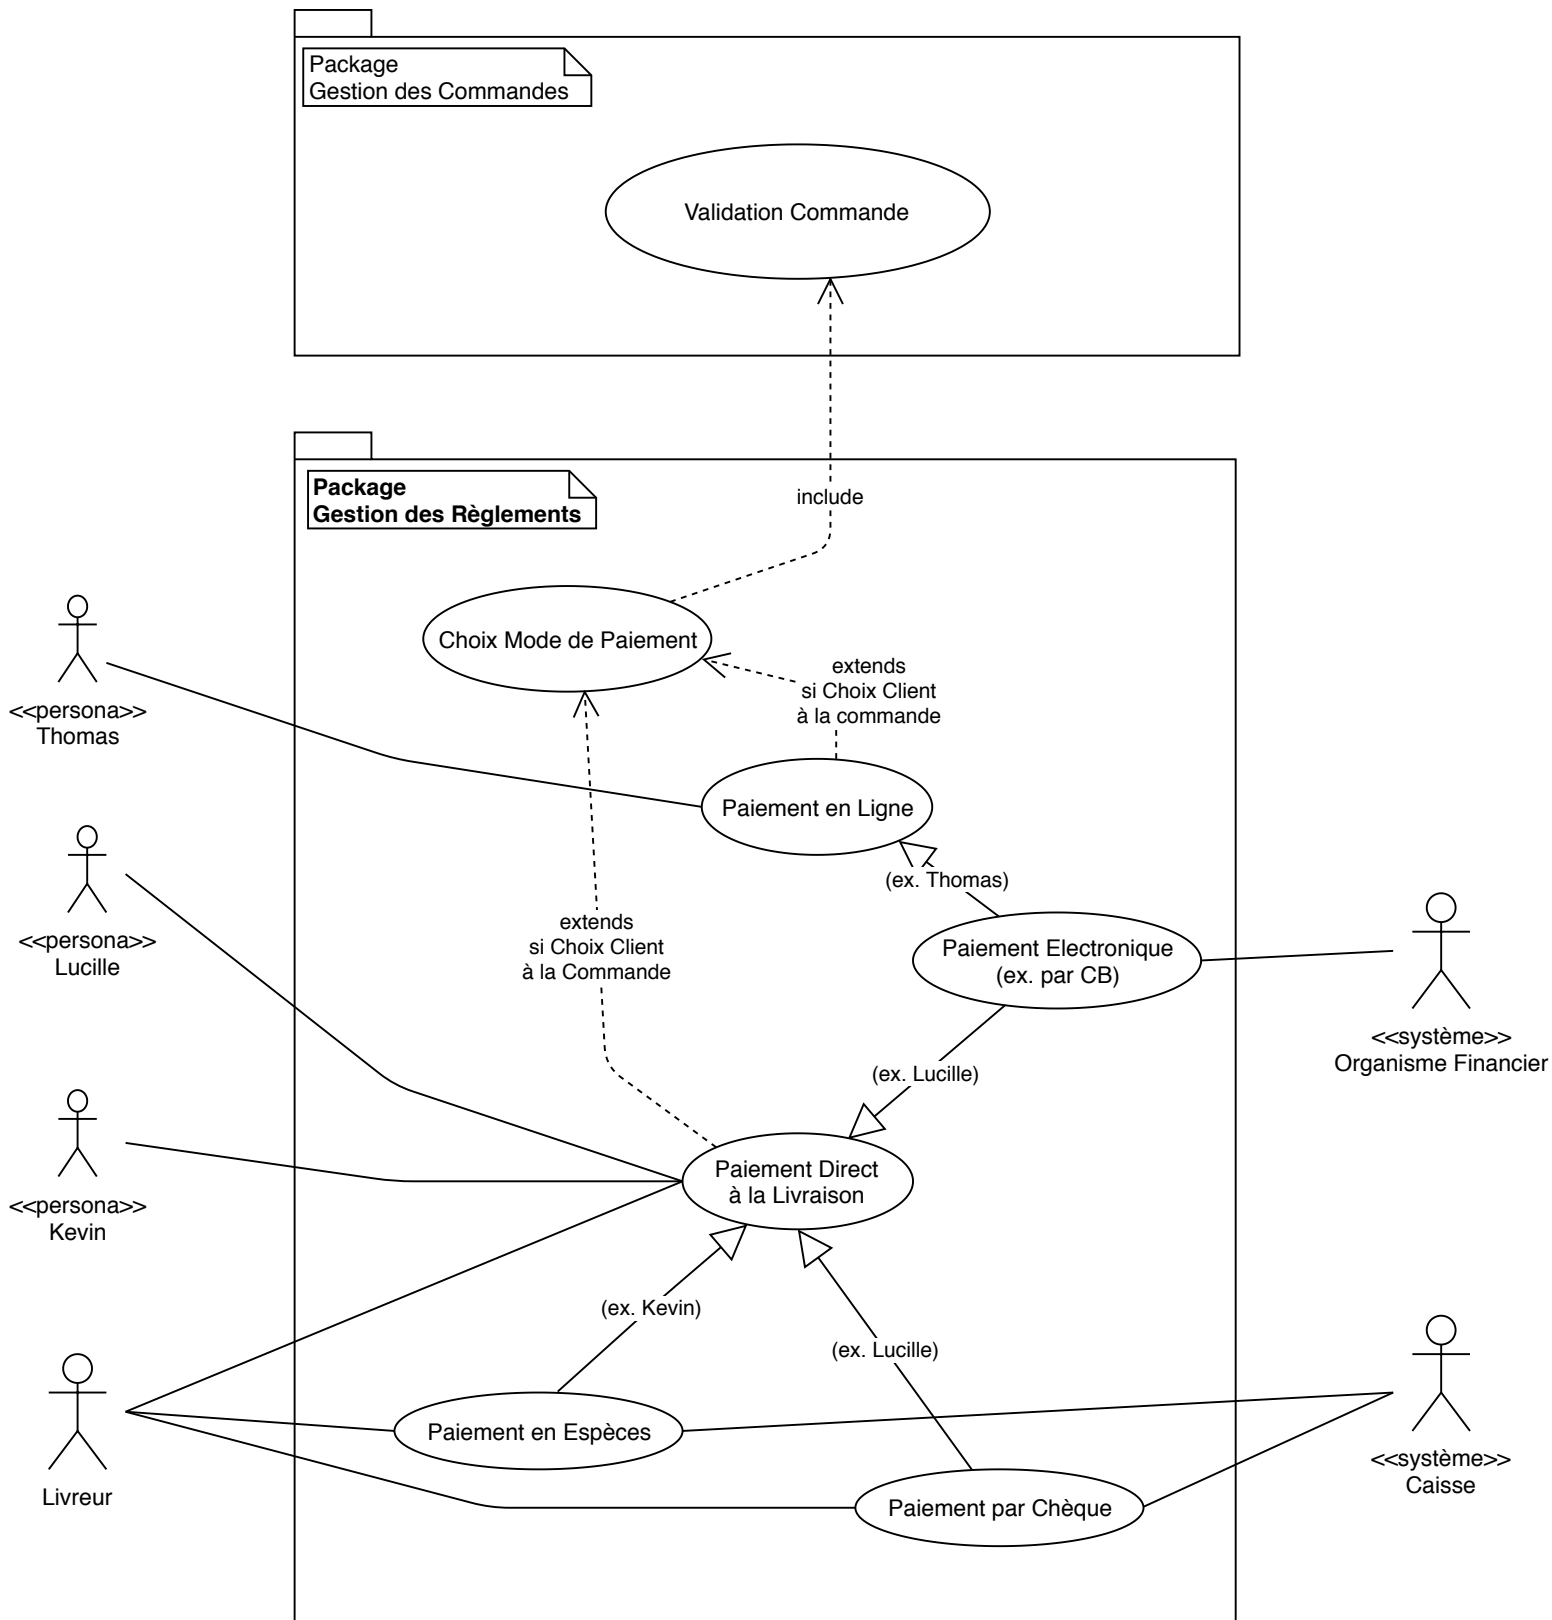 Package
Gestion des Commandes
Validation Commande
include
Package
Gestion des Règlements
Choix Mode de Paiement
extends
si Choix Client
à la commande
<<persona>>
Thomas
Paiement en Ligne
(ex. Thomas)
<<persona>>
Lucille
extends
si Choix Client
à la Commande
Paiement Electronique
(ex. par CB)
<<système>>
Organisme Financier
(ex. Lucille)
<<persona>>
Kevin
Paiement Direct
à la Livraison
(ex. Kevin)
(ex. Lucille)
Livreur
Paiement en Espèces
Paiement par Chèque
<<système>>
Caisse